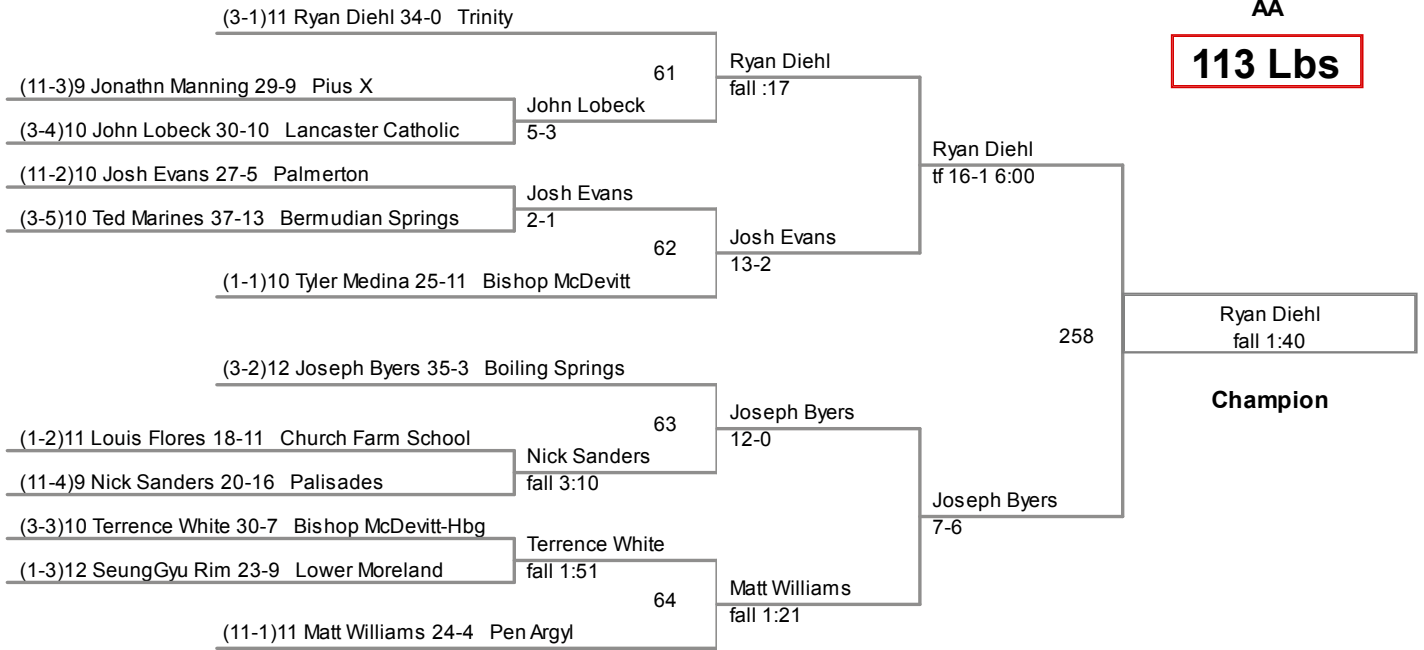 (3-1)11 Ryan Diehl 34-0 Trinity
AA
113 Lbs
61
Ryan Diehl
fall :17
(11-3)9 Jonathn Manning 29-9 Pius X
John Lobeck
5-3
(3-4)10 John Lobeck 30-10 Lancaster Catholic
Ryan Diehl
tf 16-1 6:00
(11-2)10 Josh Evans 27-5 Palmerton
Josh Evans
2-1
(3-5)10 Ted Marines 37-13 Bermudian Springs
62
Josh Evans
13-2
(1-1)10 Tyler Medina 25-11 Bishop McDevitt
258
Ryan Diehl
fall 1:40
Champion
(3-2)12 Joseph Byers 35-3 Boiling Springs
63
Joseph Byers
12-0
(1-2)11 Louis Flores 18-11 Church Farm School
Nick Sanders
fall 3:10
(11-4)9 Nick Sanders 20-16 Palisades
Joseph Byers
7-6
(3-3)10 Terrence White 30-7 Bishop McDevitt-Hbg
Terrence White
fall 1:51
(1-3)12 SeungGyu Rim 23-9 Lower Moreland
64
Matt Williams
fall 1:21
(11-1)11 Matt Williams 24-4 Pen Argyl